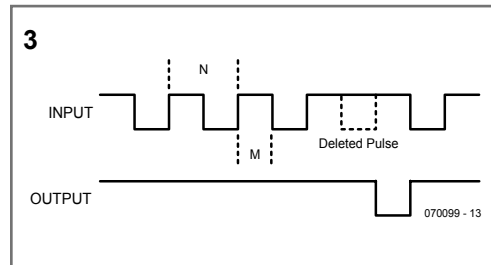 3
N
INPUT
Deleted Pulse
M
OUTPUT
070099 - 13